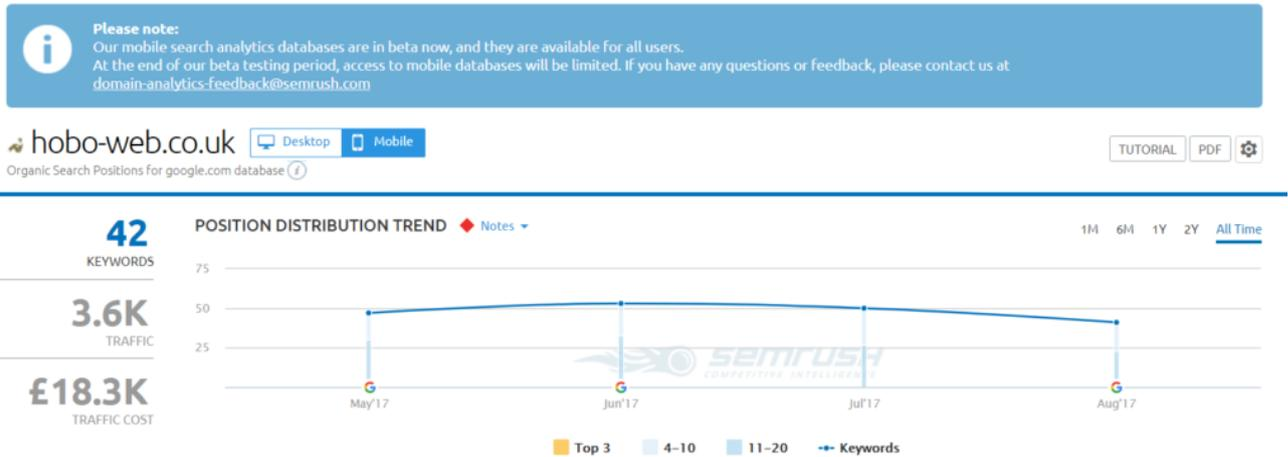 Please note:
Our mobile search analytics databases are in beta now, and they are available for all users.
At the end of our beta testing period, access to mobile databases will be limited. If you have any questions or feedback, please contact us at
domain-analytics-feedback@semrush.com
hobo-web.co.uk Desktop Mobile TUTORIAL PDF
Organic Search Positions for google.com database i
42
KEYWORDS
3.6K
TRAFFIC
£18.3K
TRAFFIC COST
POSITION DISTRIBUTION TREND Notes 1M 6M 1Y 2Y All Time
75
50
25
semrush
COMPETITIVE INTELLIGENCE
May'17 Jun'17 Jul'17 Aug'17
Top 3 4–10 11–20 Keywords